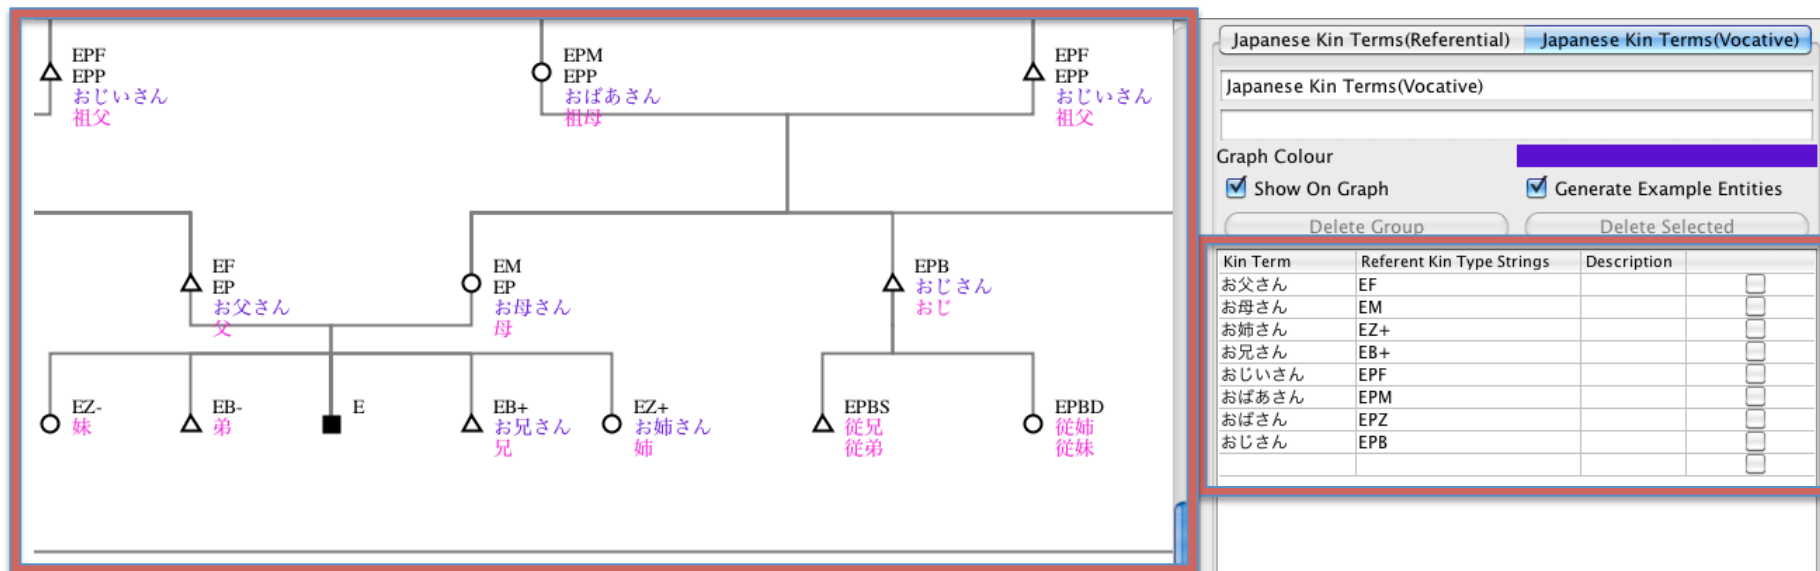 EPF
EPP
おじいさん
祖父
EPM
EPP
おばあさん
祖母
EPF
EPP
おじいさん
祖父
EF
EP
お父さん
父
EM
EP
お母さん
母
EPB
おじさん
おじ
EZ-
妹
EB-
弟
E
EB+
お兄さん
兄
EZ+
お姉さん
姉
EPBS
従兄
従弟
EPBD
従姉
従妹
Japanese Kin Terms(Referential) Japanese Kin Terms(Vocative)
Japanese Kin Terms(Vocative)
Graph Colour
Show On Graph Generate Example Entities
Delete Group Delete Selected
Kin Term Referent Kin Type Strings Description
お父さん EF
お母さん EM
お姉さん EZ+
お兄さん EB+
おじいさん EPF
おばあさん EPM
おばさん EPZ
おじさん EPB